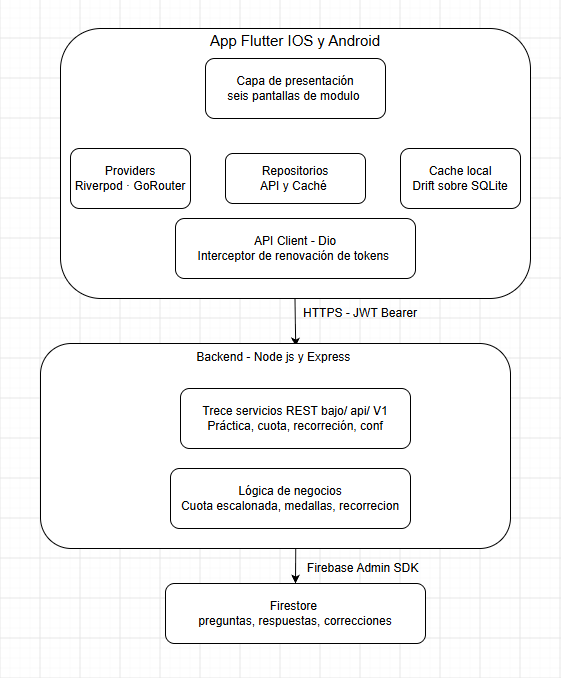 App Flutter IOS y Android
Capa de presentación
seis pantallas de modulo
Providers
Riverpod · GoRouter
Repositorios
API y Caché
Cache local
Drift sobre SQLite
API Client - Dio
Interceptor de renovación de tokens
HTTPS - JWT Bearer
Backend - Node js y Express
Trece servicios REST bajo/ api/ V1
Práctica, cuota, recorreción, conf
Lógica de negocios
Cuota escalonada, medallas, recorrecion
Firebase Admin SDK
Firestore
preguntas, respuestas, correcciones